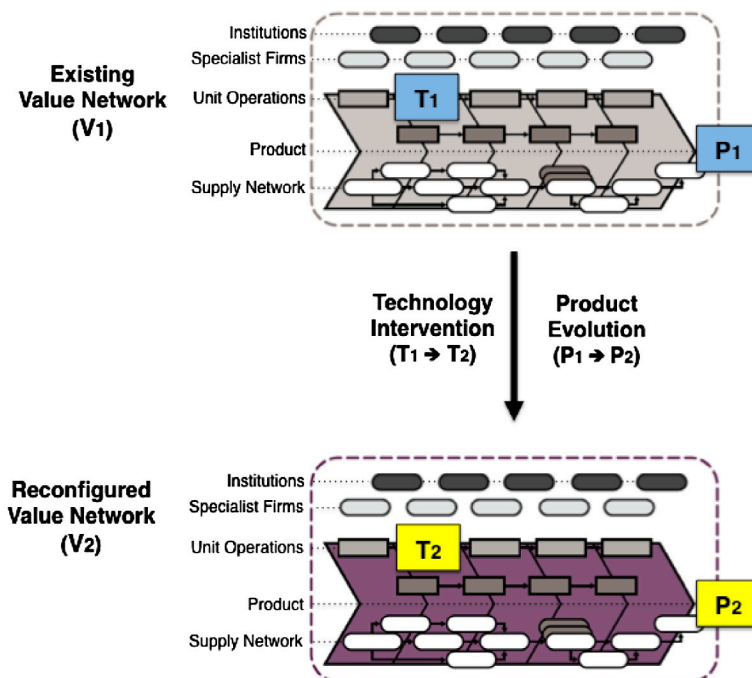 Institutions
Specialist Firms
Existing
Value Network
(V1)
Unit Operations
T1
Product
P1
Supply Network
Technology
Intervention
(T1 → T2)
Product
Evolution
(P1 → P2)
Institutions
Reconfigured
Value Network
(V2)
Specialist Firms
Unit Operations
T2
Product
P2
Supply Network